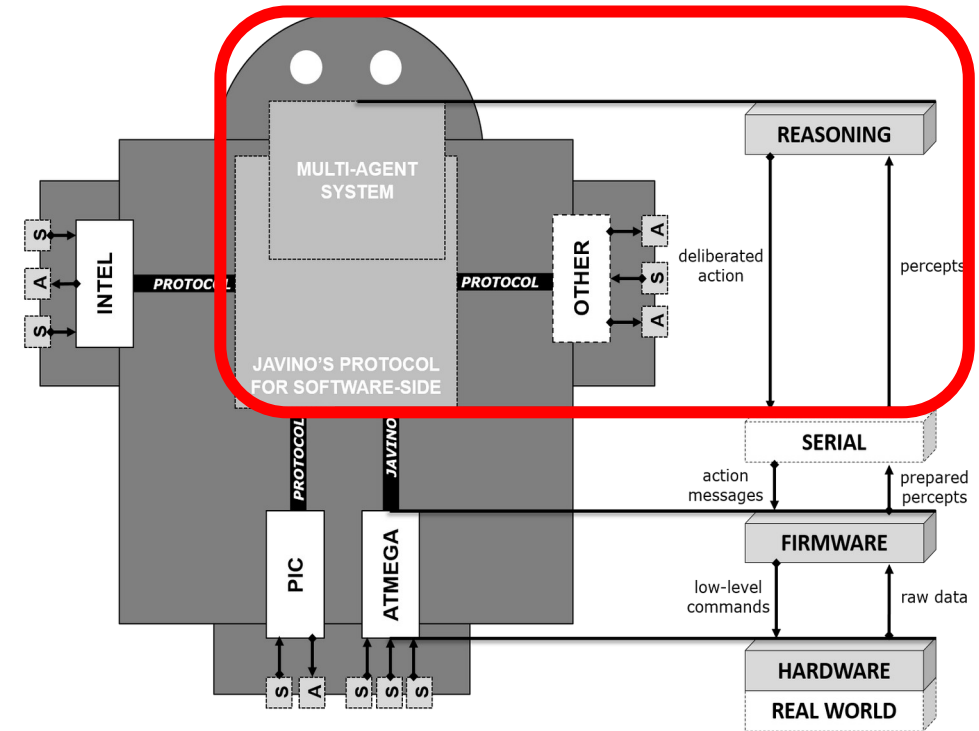 REASONING
MULTI-AGENT
SYSTEM
S
A
S
INTEL
PROTOCOL
PROTOCOL
OTHER
A
S
A
deliberated
action
percepts
JAVINO'S PROTOCOL
FOR SOFTWARE-SIDE
PROTOCOL
JAVINO
SERIAL
action
messages
prepared
percepts
PIC
ATMEGA
FIRMWARE
low-level
commands
raw data
S
A
S
S
S
HARDWARE
REAL WORLD